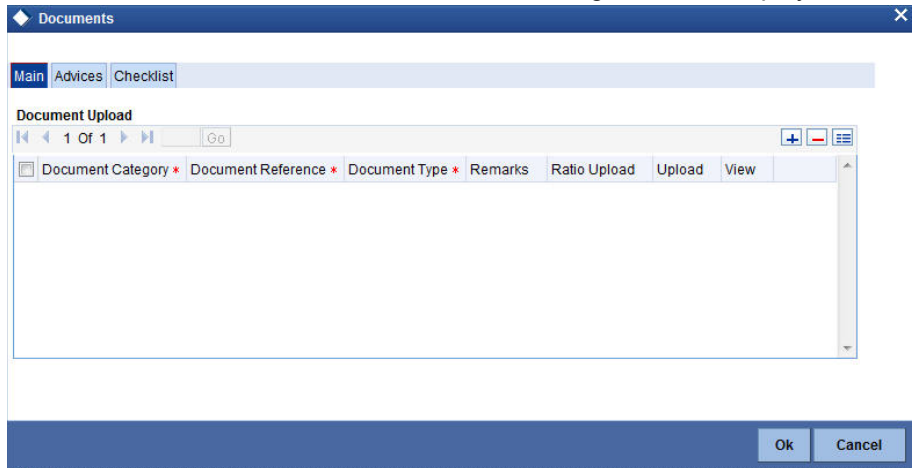 Documents
Main Advices Checklist
Document Upload
1 Of 1 Go
Document Category * Document Reference * Document Type * Remarks Ratio Upload Upload View
Ok Cancel